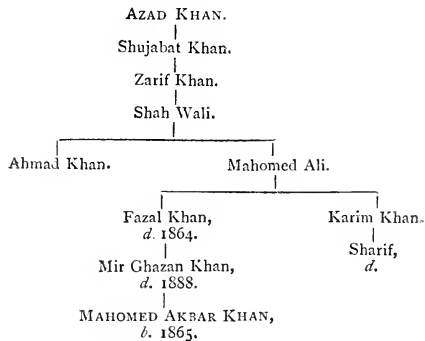 AZAD KHAN.
Shujabat Khan.
Zarif Khan.
Shah Wali.
Ahmad Khan. Mahomed Ali.
Fazal Khan, Karim Khan.
d. 1864. Sharif,
Mir Ghazan Khan, d.
d. 1888.
MAHOMED AKBAR KHAN,
b. 1865.